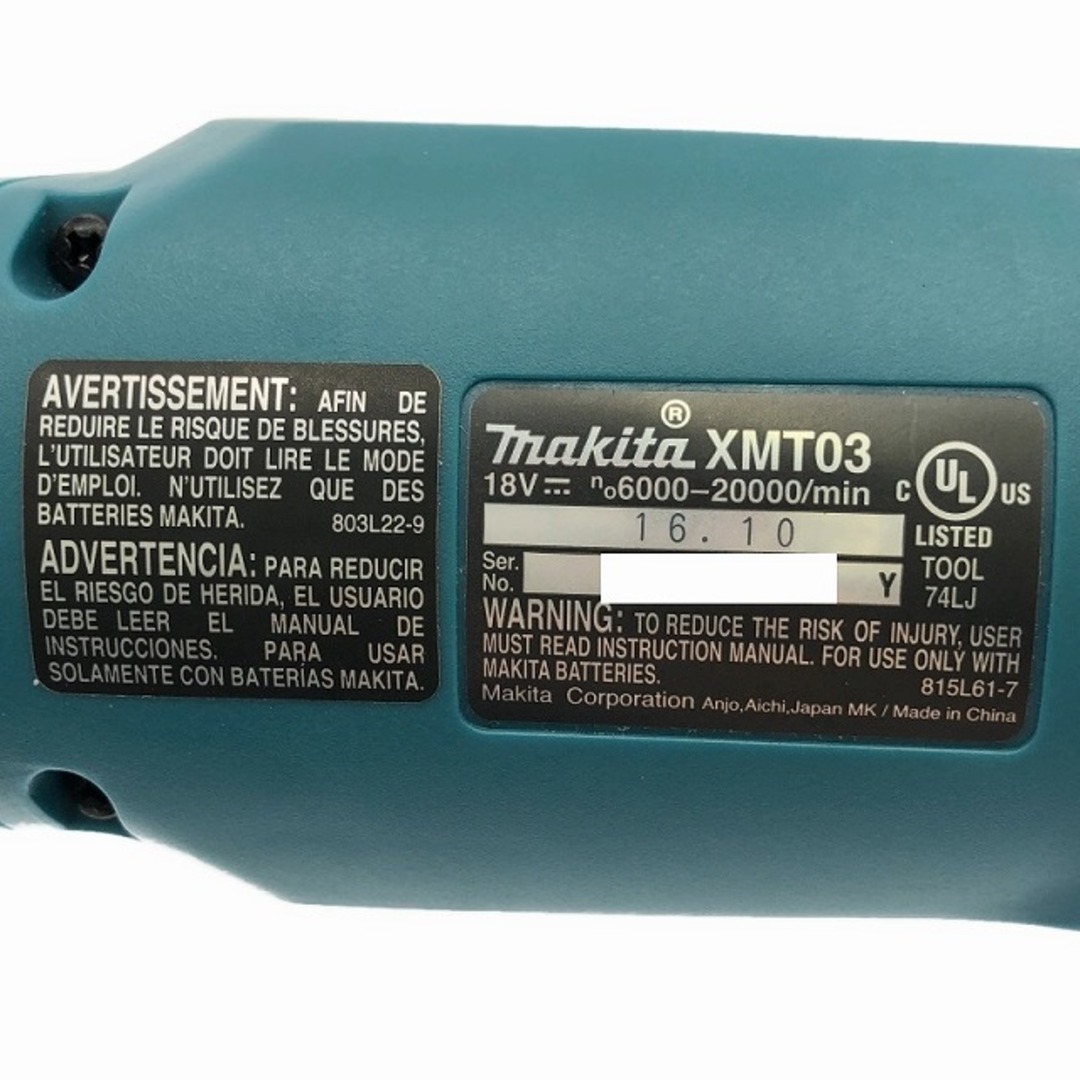 AVERTISSEMENT: AFIN DE
REDUIRE LE RISQUE DE BLESSURES,
L'UTILISATEUR DOIT LIRE LE MODE
D'EMPLOI. N'UTILISEZ QUE DES
BATTERIES MAKITA. 803L22-9
ADVERTENCIA: PARA REDUCIR
EL RIESGO DE HERIDA, EL USUARIO
DEBE LEER EL MANUAL DE
INSTRUCCIONES. PARA USAR
SOLAMENTE CON BATERÍAS MAKITA.
makita® XMT03
18V⎓ n₀6000–20000/min
16. 10
Ser.
No. Y
C UL US
LISTED
TOOL
74LJ
WARNING: TO REDUCE THE RISK OF INJURY, USER
MUST READ INSTRUCTION MANUAL. FOR USE ONLY WITH
MAKITA BATTERIES. 815L61-7
Makita Corporation Anjo,Aichi,Japan MK / Made in China